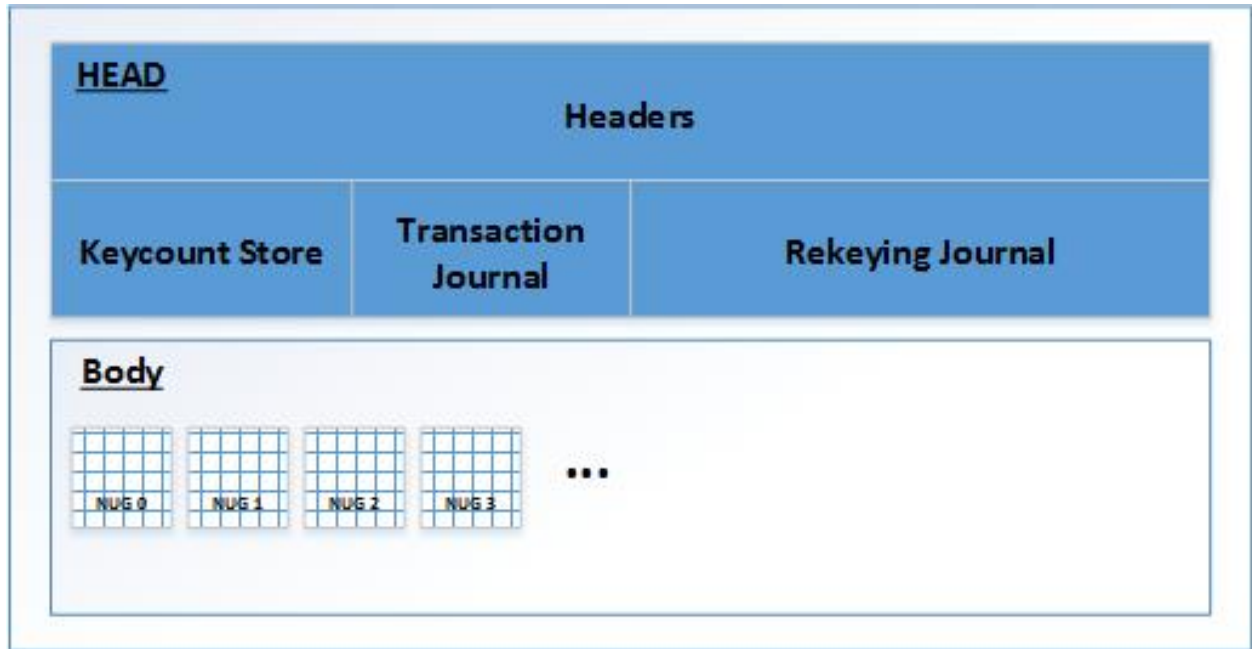 HEAD
Headers
Keycount Store
Transaction
Journal
Rekeying Journal
Body
NUG 0
NUG 1
NUG 2
NUG 3
...